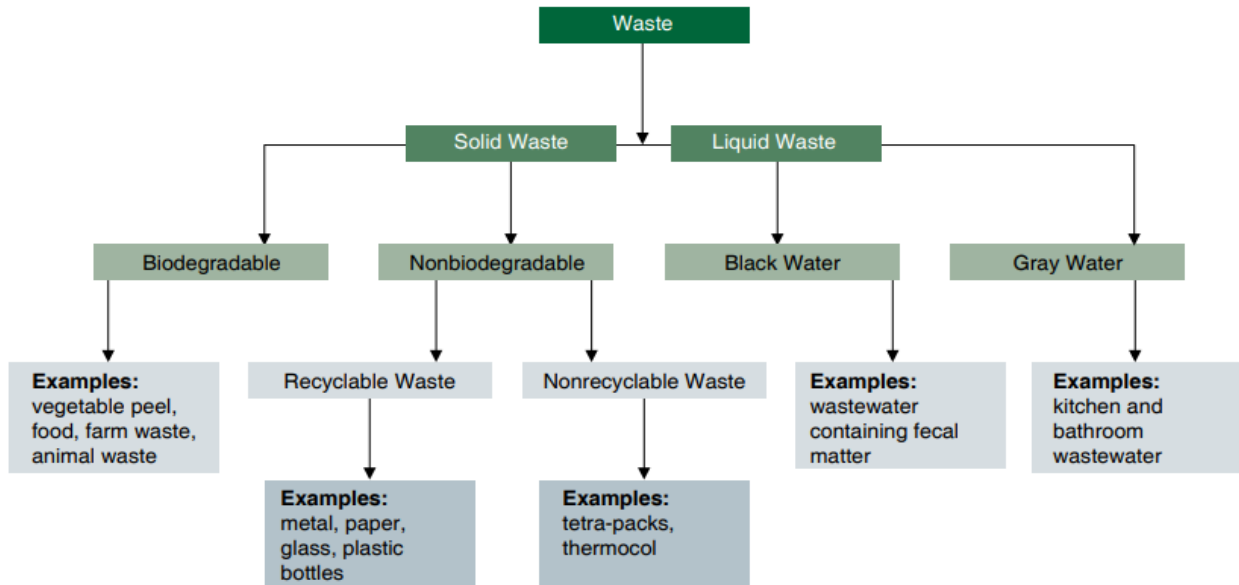 Waste
Solid Waste
Liquid Waste
Biodegradable
Nonbiodegradable
Black Water
Gray Water
Examples:
vegetable peel,
food, farm waste,
animal waste
Recyclable Waste
Nonrecyclable Waste
Examples:
wastewater
containing fecal
matter
Examples:
kitchen and
bathroom
wastewater
Examples:
metal, paper,
glass, plastic
bottles
Examples:
tetra-packs,
thermocol